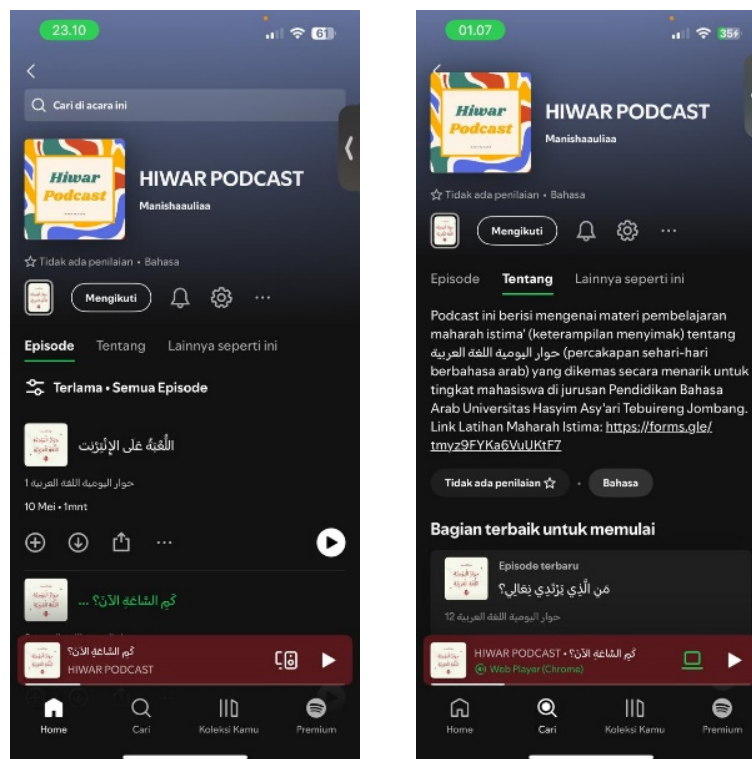 23.10
61
Cari di acara ini
Hiwar
Podcast
HIWAR PODCAST
Manishaauliaa
Tidak ada penilaian • Bahasa
Mengikuti
Episode Tentang Lainnya seperti ini
Terlama • Semua Episode
اللُّعْبَةُ عَلَى الإِنْتِرْنِت
حوار اليومية اللغة العربية 1
10 Mei • 1mnt
كَمِ السَّاعَةِ الآنَ؟ ...
كَمِ السَّاعَةِ الآنَ؟
HIWAR PODCAST
Home Cari Koleksi Kamu Premium
01.07
35
Hiwar
Podcast
HIWAR PODCAST
Manishaauliaa
Tidak ada penilaian • Bahasa
Mengikuti
Episode Tentang Lainnya seperti ini
Podcast ini berisi mengenai materi pembelajaran
maharah istima' (keterampilan menyimak) tentang
حوار اليومية اللغة العربية (percakapan sehari-hari
berbahasa arab) yang dikemas secara menarik untuk
tingkat mahasiswa di jurusan Pendidikan Bahasa
Arab Universitas Hasyim Asy'ari Tebuireng Jombang.
Link Latihan Maharah Istima: https://forms.gle/
tmyz9FYKa6VuUKtF7
Tidak ada penilaian • Bahasa
Bagian terbaik untuk memulai
Episode terbaru
مَنِ الَّذِي يَرْتَدِي نِعَالِي؟
حوار اليومية اللغة العربية 12
HIWAR PODCAST • كَمِ السَّاعَةِ الآنَ؟
Web Player (Chrome)
Home Cari Koleksi Kamu Premium